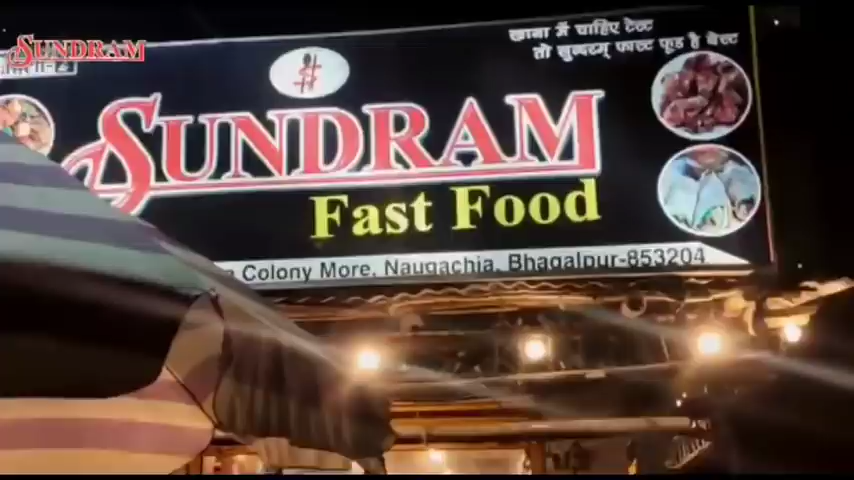 SUNDRAM
खाना में चाहिए टेस्ट
तो सुन्दरम् फास्ट फूड है बेस्ट
SUNDRAM
Fast Food
Colony More, Naugachia, Bhagalpur-853204